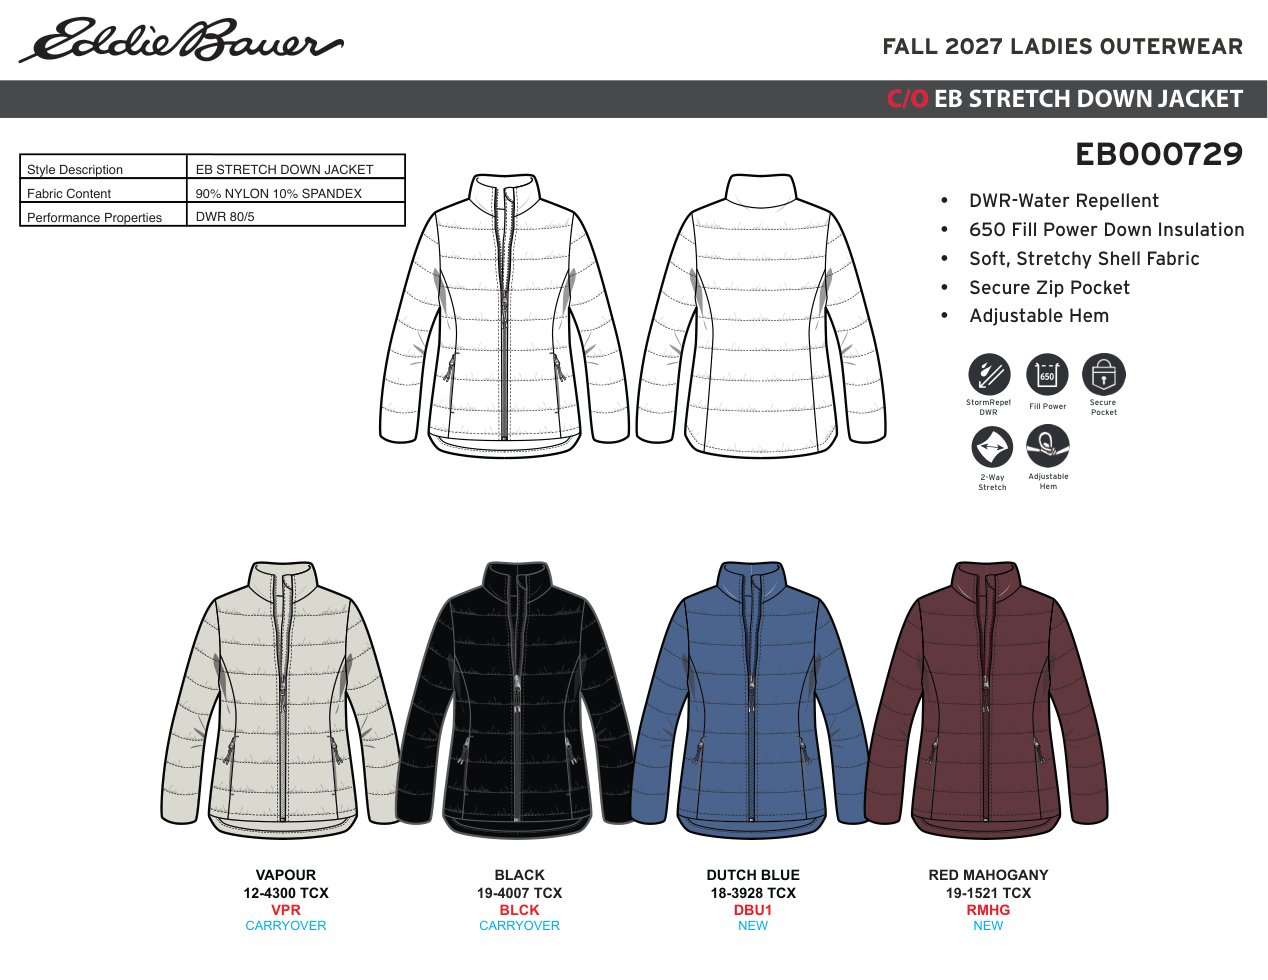 Eddie Bauer
FALL 2027 LADIES OUTERWEAR
C/O EB STRETCH DOWN JACKET
EB000729
Style Description EB STRETCH DOWN JACKET
Fabric Content 90% NYLON 10% SPANDEX
Performance Properties DWR 80/5
• DWR-Water Repellent
• 650 Fill Power Down Insulation
• Soft, Stretchy Shell Fabric
• Secure Zip Pocket
• Adjustable Hem
650
StormRepel
DWR
Fill Power
Secure
Pocket
2-Way
Stretch
Adjustable
Hem
VAPOUR
12-4300 TCX
VPR
CARRYOVER
BLACK
19-4007 TCX
BLCK
CARRYOVER
DUTCH BLUE
18-3928 TCX
DBU1
NEW
RED MAHOGANY
19-1521 TCX
RMHG
NEW